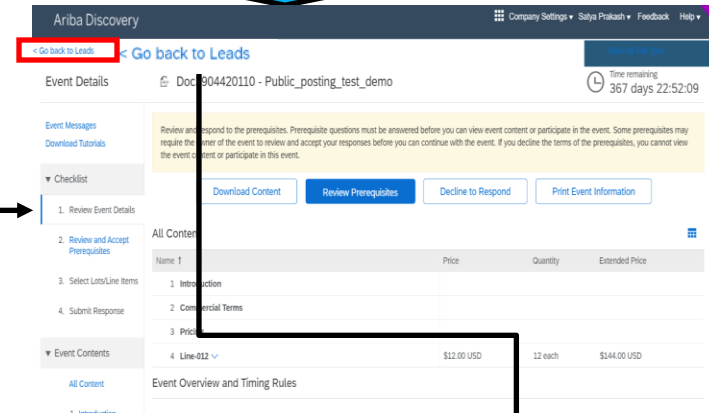 Ariba Discovery
Company Settings ▾ Satya Prakash ▾ Feedback Help ▾
< Go back to Leads
< Go back to Leads
Event Details
Doc 904420110 - Public_posting_test_demo
Time remaining
367 days 22:52:09
Event Messages
Download Tutorials
Review and respond to the prerequisites. Prerequisite questions must be answered before you can view event content or participate in the event. Some prerequisites may
require the owner of the event to review and accept your responses before you can continue with the event. If you decline the terms of the prerequisites, you cannot view
the event content or participate in this event.
▾ Checklist
Download Content
Review Prerequisites
Decline to Respond
Print Event Information
1. Review Event Details
2. Review and Accept
Prerequisites
3. Select Lots/Line Items
4. Submit Response
All Content
Name ↑
Price
Quantity
Extended Price
1 Introduction
2 Commercial Terms
3 Pricing
4 Line-012
$12.00 USD
12 each
$144.00 USD
▾ Event Contents
All Content
1 Introduction
Event Overview and Timing Rules